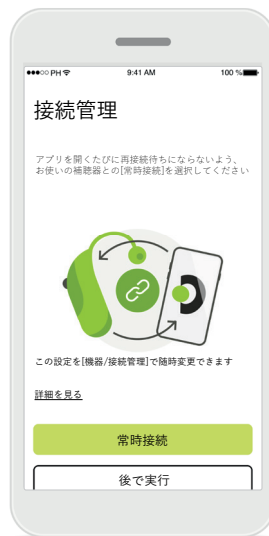 ●●●○○ PH 9:41 AM 100 %
接続管理
アプリを開くたびに再接続待ちにならないよう、
お使いの補聴器との[常時接続]を選択してください
この設定を[機器/接続管理]で随時変更できます
詳細を見る
常時接続
後で実行